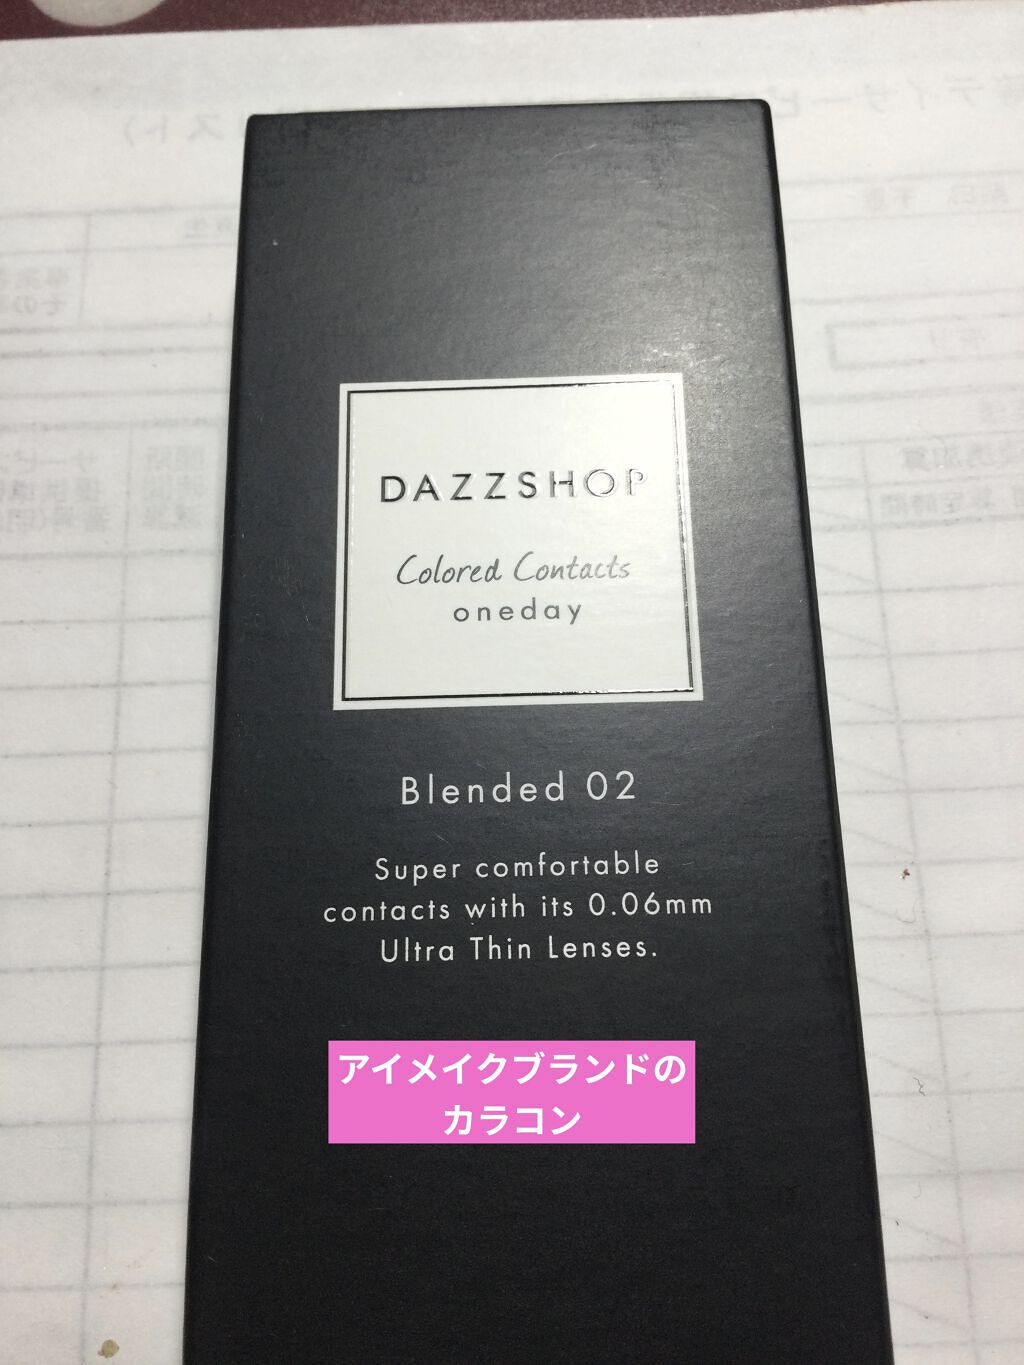 DAZZSHOP
Colored Contacts
oneday
Blended 02
Super comfortable
contacts with its 0.06mm
Ultra Thin Lenses.
アイメイクブランドの
カラコン